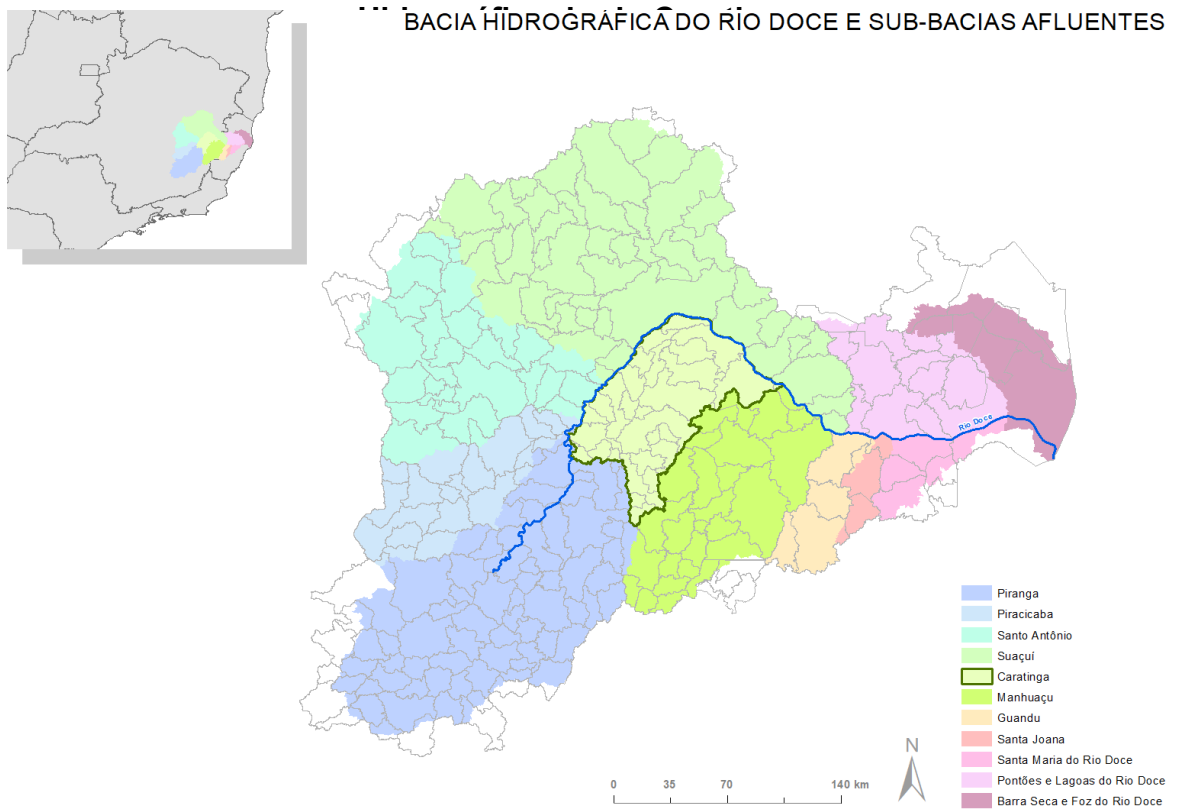 BACIA HIDROGRÁFICA DO RIO DOCE E SUB-BACIAS AFLUENTES
Rio Doce
Piranga
Piracicaba
Santo Antônio
Suaçuí
Caratinga
Manhuaçu
Guandu
Santa Joana
Santa Maria do Rio Doce
Pontões e Lagoas do Rio Doce
Barra Seca e Foz do Rio Doce
N
0 35 70 140 km